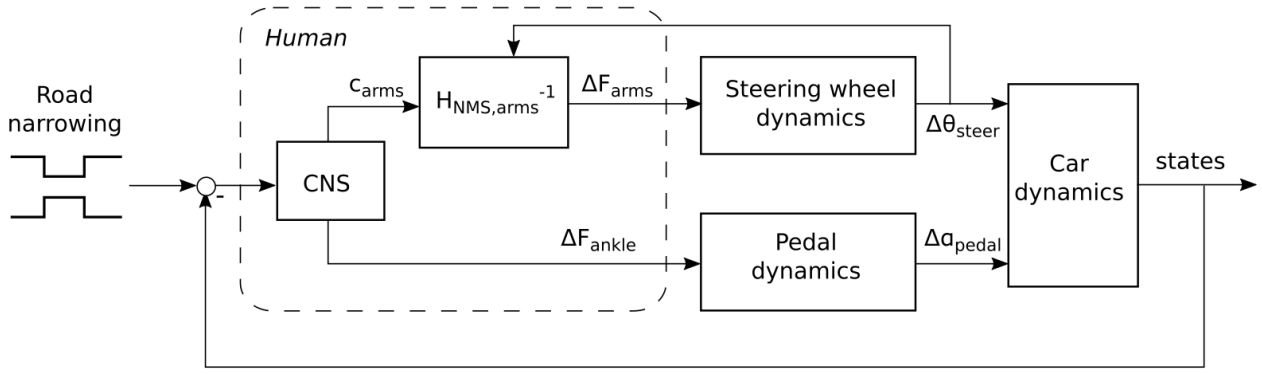 Human
Road
narrowing
c_arms
H_NMS,arms^-1
ΔF_arms
Steering wheel
dynamics
Δθ_steer
Car
dynamics
states
CNS
-
ΔF_ankle
Pedal
dynamics
Δα_pedal